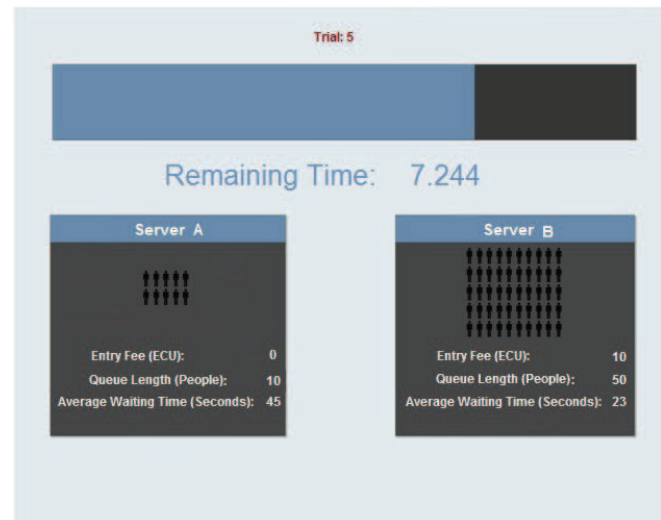 Trial: 5
Remaining Time: 7.244
Server A
Entry Fee (ECU): 0
Queue Length (People): 10
Average Waiting Time (Seconds): 45
Server B
Entry Fee (ECU): 10
Queue Length (People): 50
Average Waiting Time (Seconds): 23